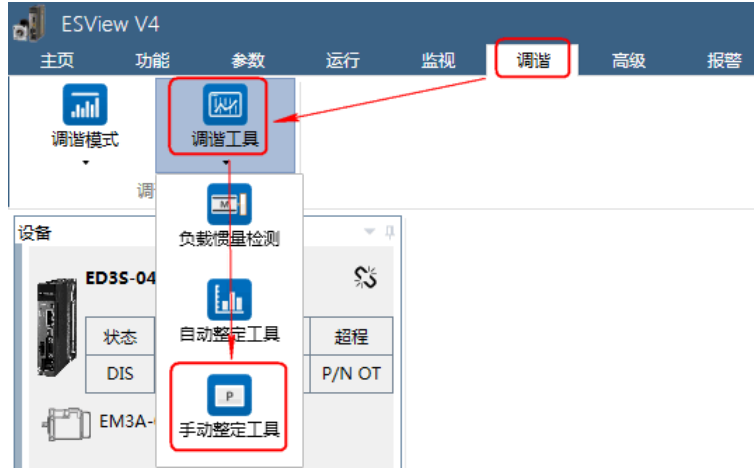 ESView V4
主页 功能 参数 运行 监视 调谐 高级 报警
调谐模式 调谐工具
调
M
设备
负载惯量检测
ED3S-04
自动整定工具
状态 超程
DIS P/N OT
P
EM3A-
手动整定工具